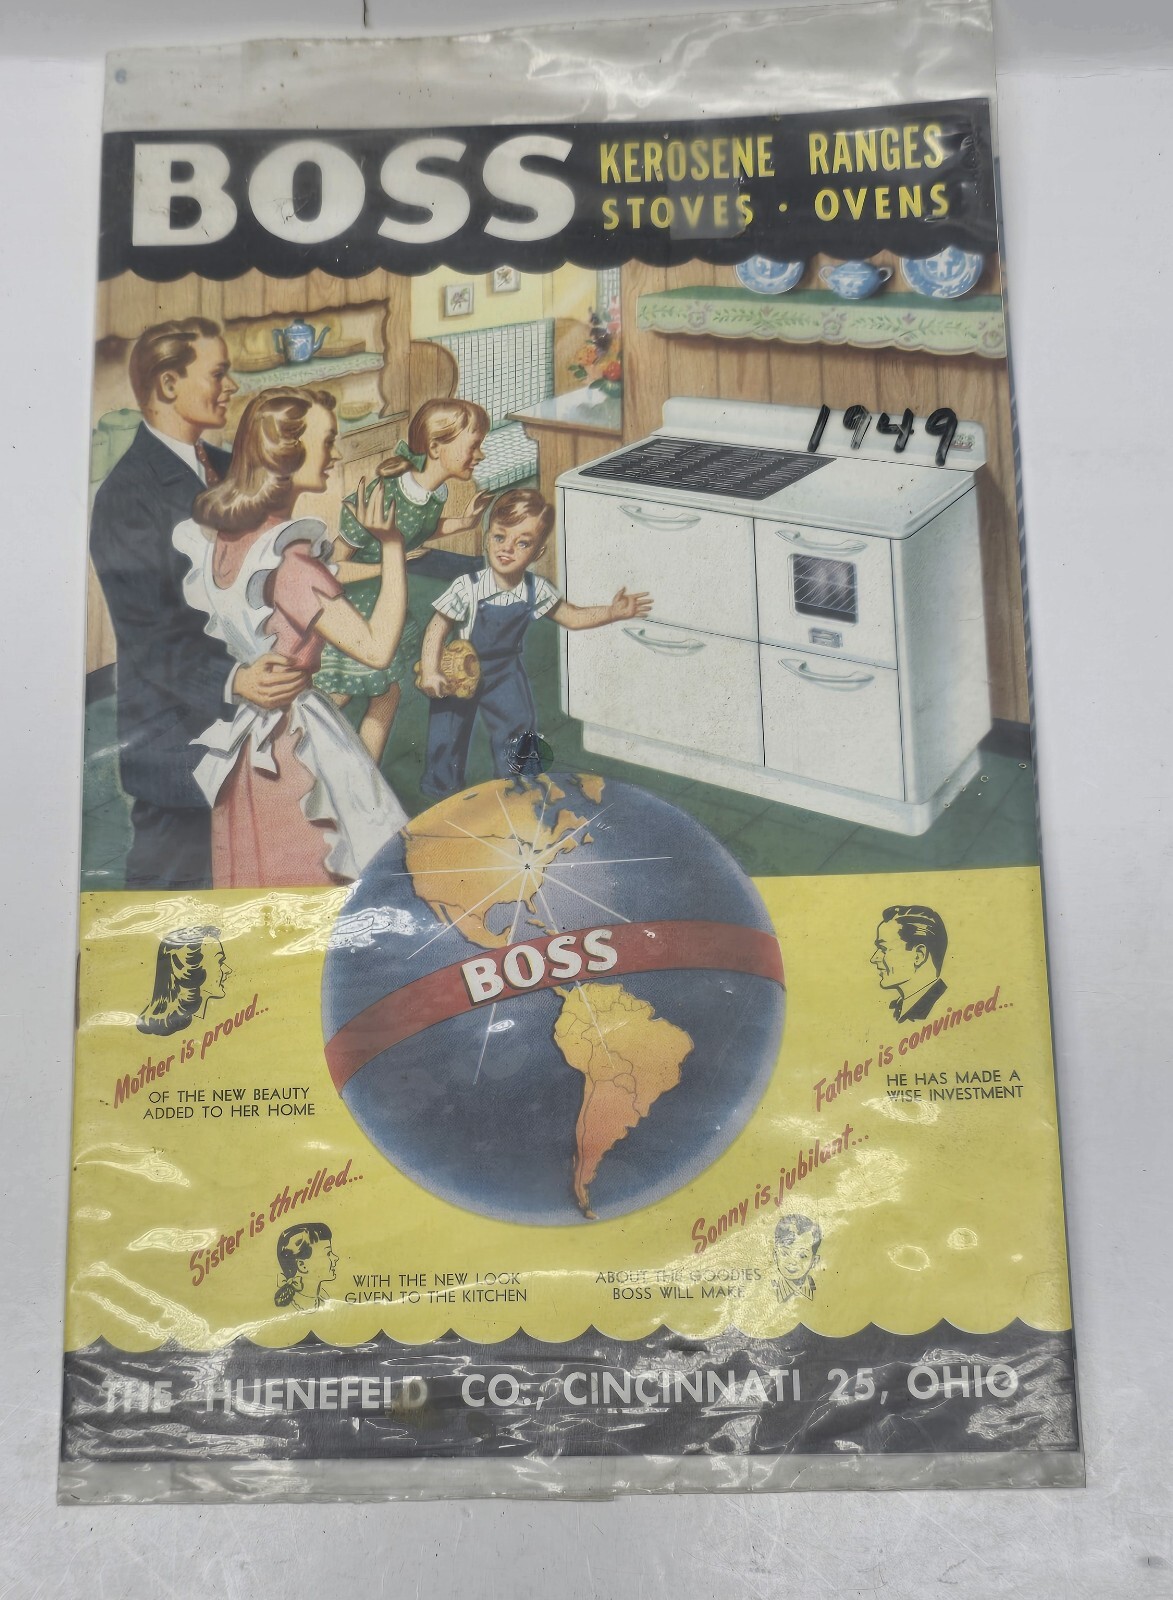 BOSS
KEROSENE RANGES
STOVES · OVENS
1949
BOSS
Mother is proud...
OF THE NEW BEAUTY
ADDED TO HER HOME
Father is convinced...
HE HAS MADE A
WISE INVESTMENT
Sister is thrilled...
WITH THE NEW LOOK
GIVEN TO THE KITCHEN
Sonny is jubilant...
ABOUT THE GOODIES
BOSS WILL MAKE
THE HUENEFELD CO., CINCINNATI 25, OHIO